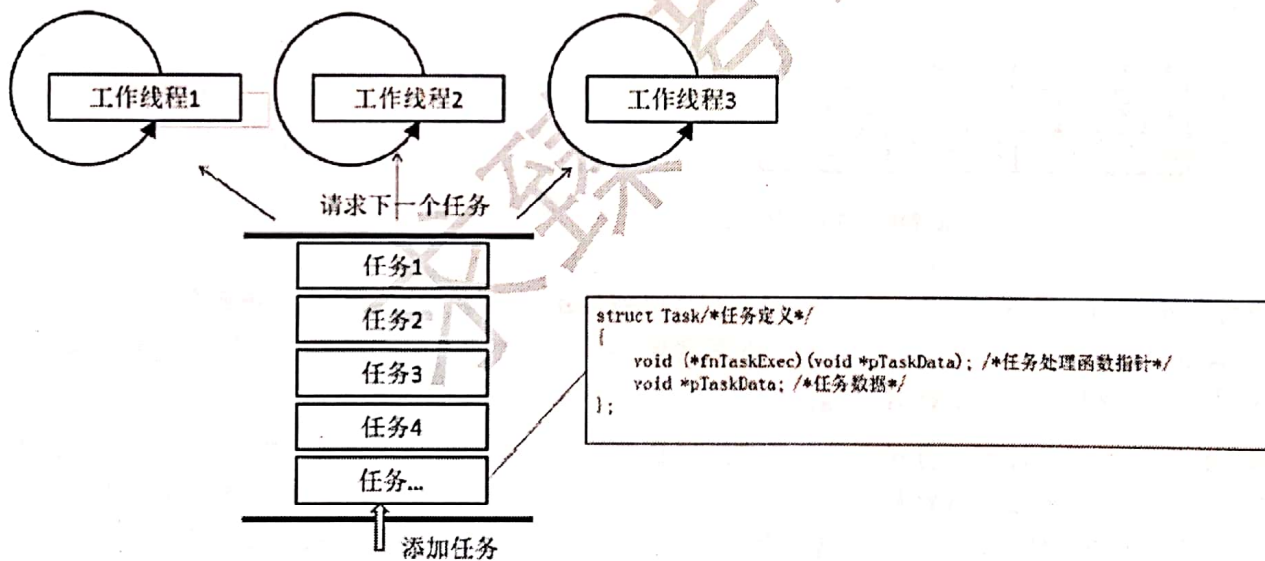 工作线程1
工作线程2
工作线程3
请求下一个任务
任务1
任务2
任务3
任务4
任务...
添加任务
struct Task/*任务定义*/
{
void (*fnTaskExec)(void *pTaskData); /*任务处理函数指针*/
void *pTaskData; /*任务数据*/
};